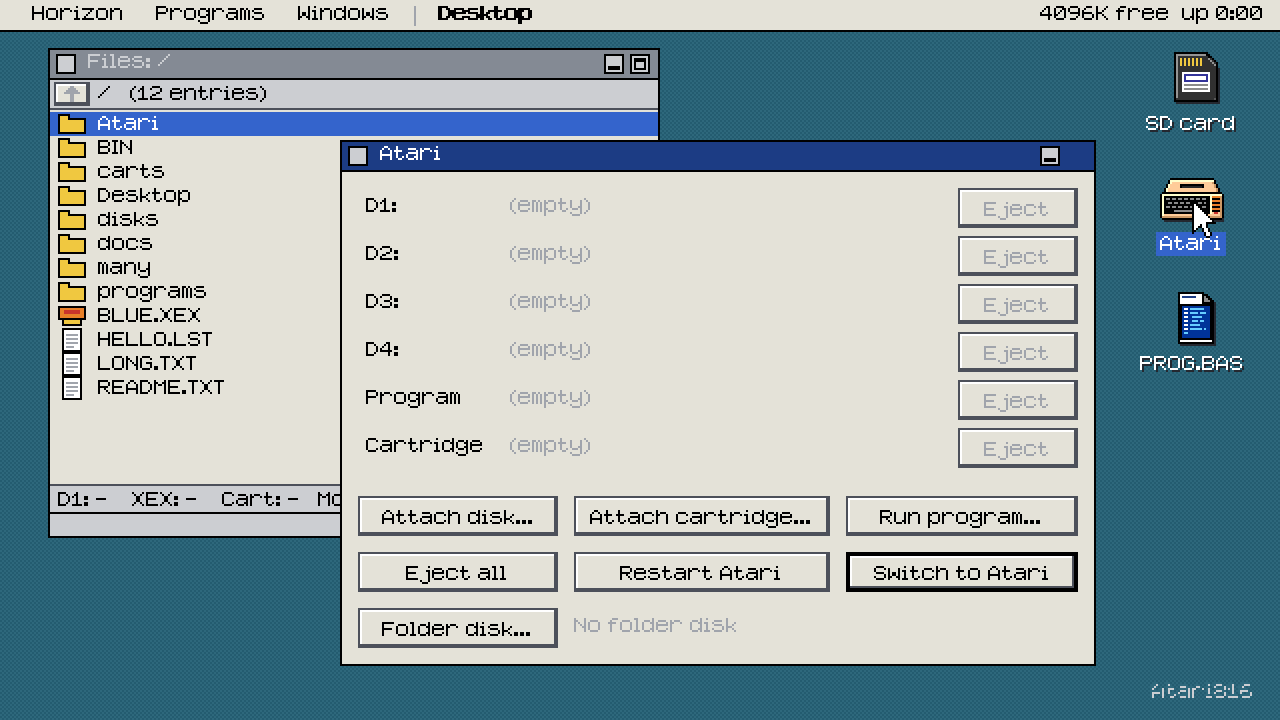 Horizon Programs Windows | Desktop 4096K free up 0:00
Files: /
/ (12 entries)
Atari
BIN
carts
Desktop
disks
docs
many
programs
BLUE.XEX
HELLO.LST
LONG.TXT
README.TXT
D1: - XEX: - Cart: - Mo
Atari
D1: (empty) Eject
D2: (empty) Eject
D3: (empty) Eject
D4: (empty) Eject
Program (empty) Eject
Cartridge (empty) Eject
Attach disk... Attach cartridge... Run program...
Eject all Restart Atari Switch to Atari
Folder disk... No folder disk
SD card
Atari
PROG.BAS
Atari816